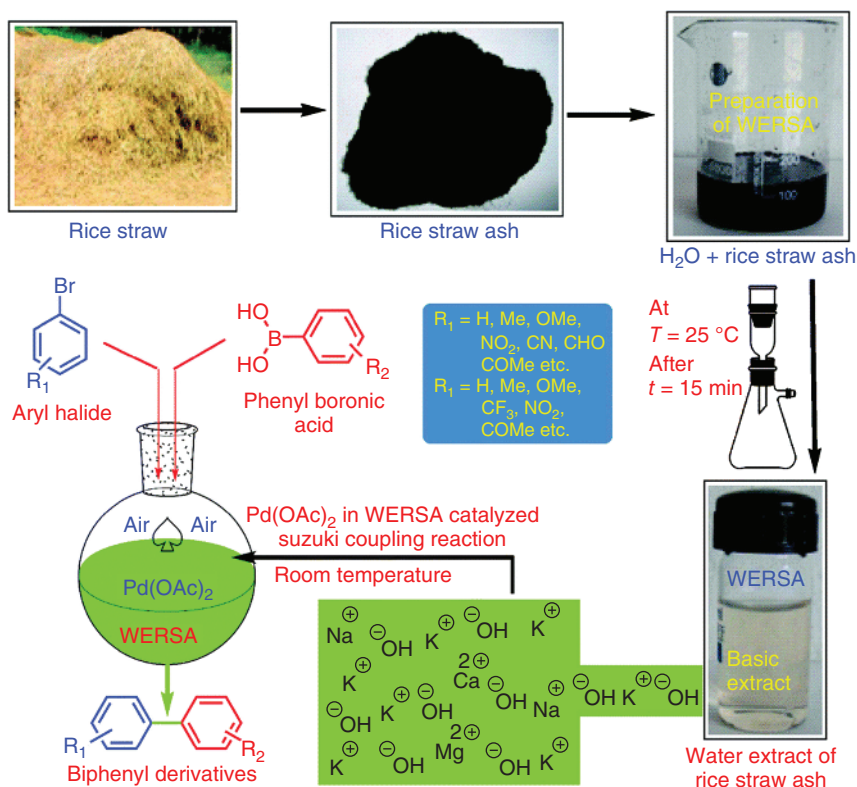 Preparation
of WERSA
200
100
Rice straw
Rice straw ash
H₂O + rice straw ash
Br
R₁
Aryl halide
HO
B
HO
R₂
Phenyl boronic
acid
R₁ = H, Me, OMe,
NO₂, CN, CHO
COMe etc.
R₁ = H, Me, OMe,
CF₃, NO₂,
COMe etc.
At
T = 25 °C
After
t = 15 min
Air Air
Pd(OAc)₂
WERSA
Pd(OAc)₂ in WERSA catalyzed
suzuki coupling reaction
Room temperature
Na⊕ ⊖OH K⊕ ⊖OH K⊕
K⊕ Ca2⊕
⊖OH K⊕ ⊖OH ⊖OH Na⊕
Mg2⊕
K⊕ ⊖OH ⊖OH K⊕
⊖OH K⊕ ⊖OH
WERSA
Basic
extract
Water extract of
rice straw ash
R₁
R₂
Biphenyl derivatives